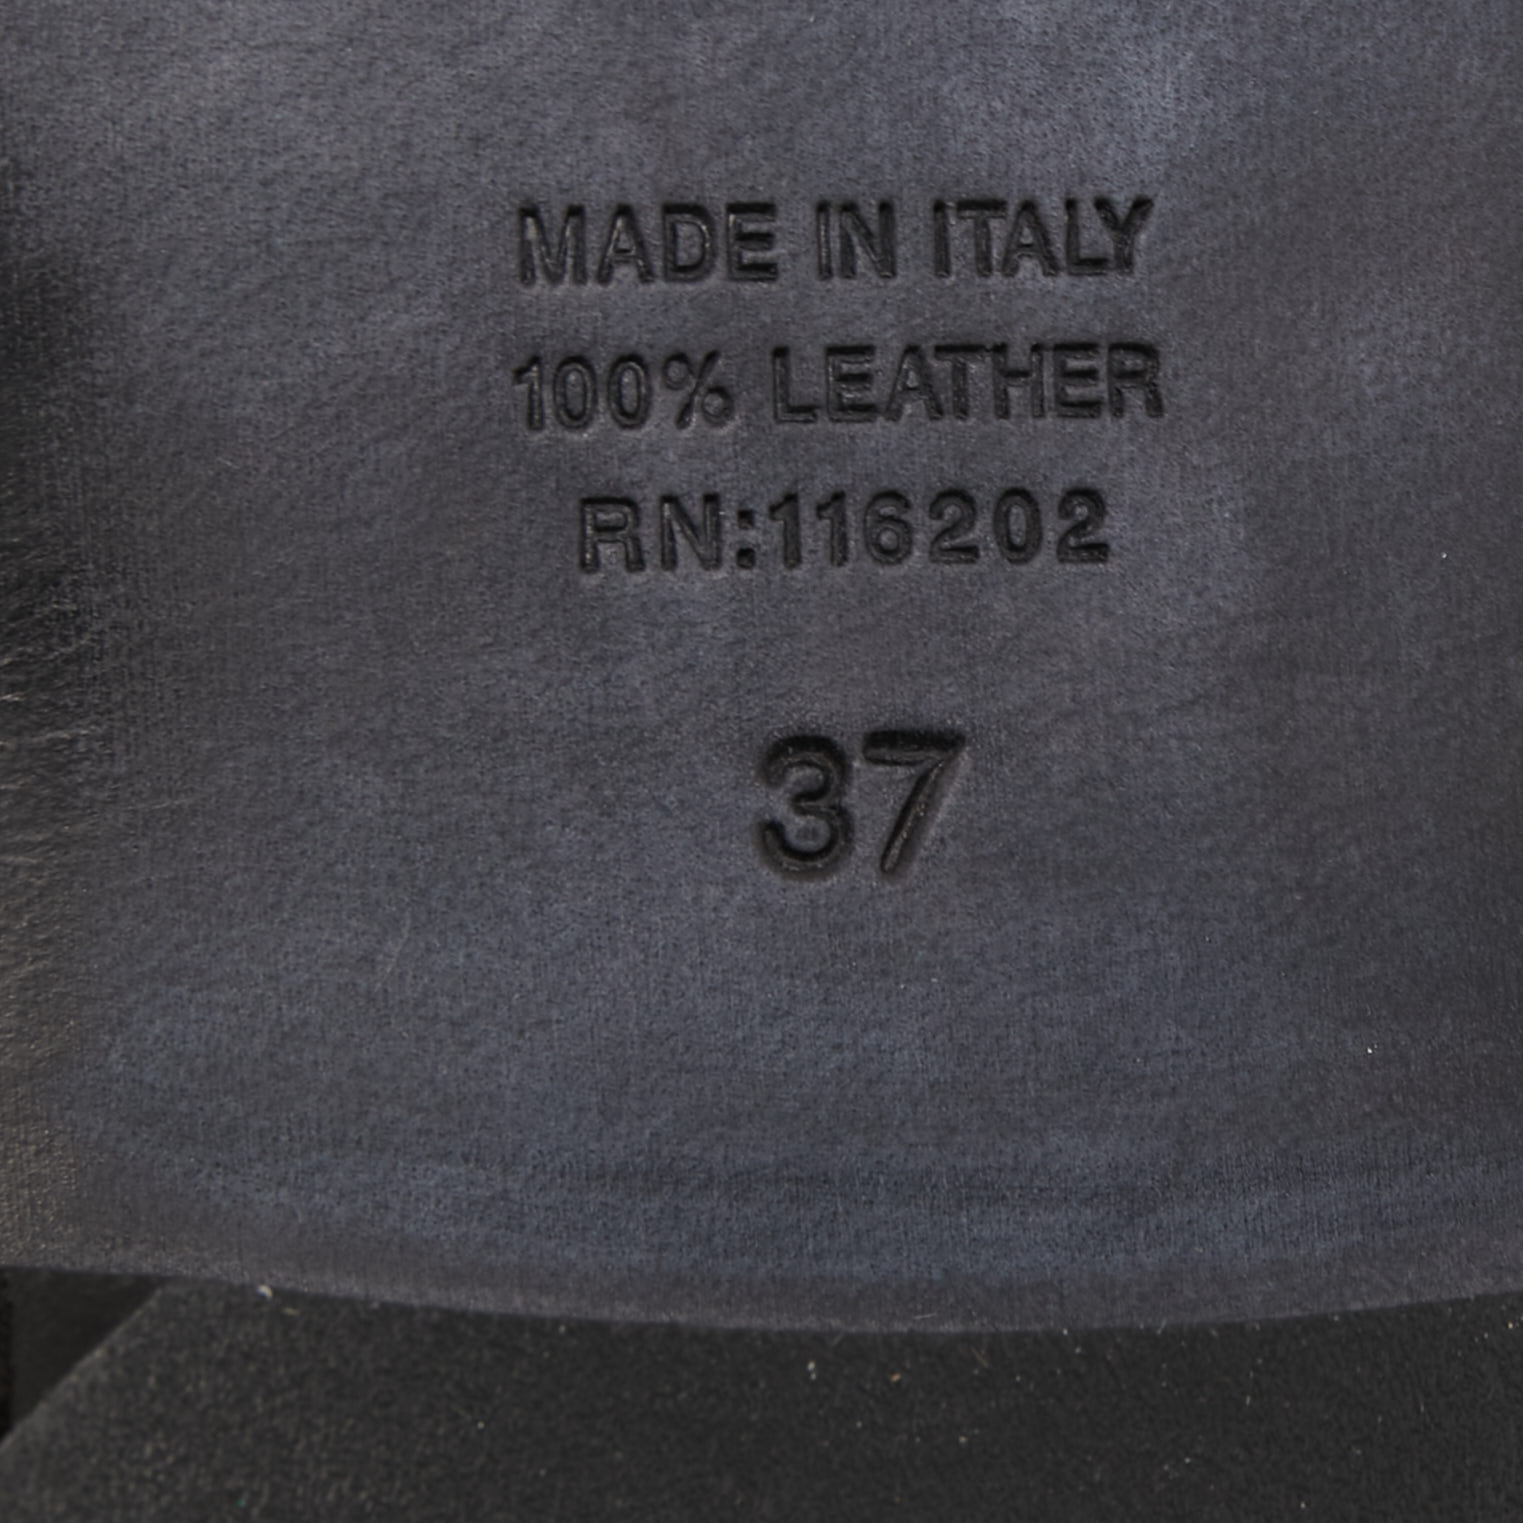 MADE IN ITALY
100% LEATHER
RN:116202
37